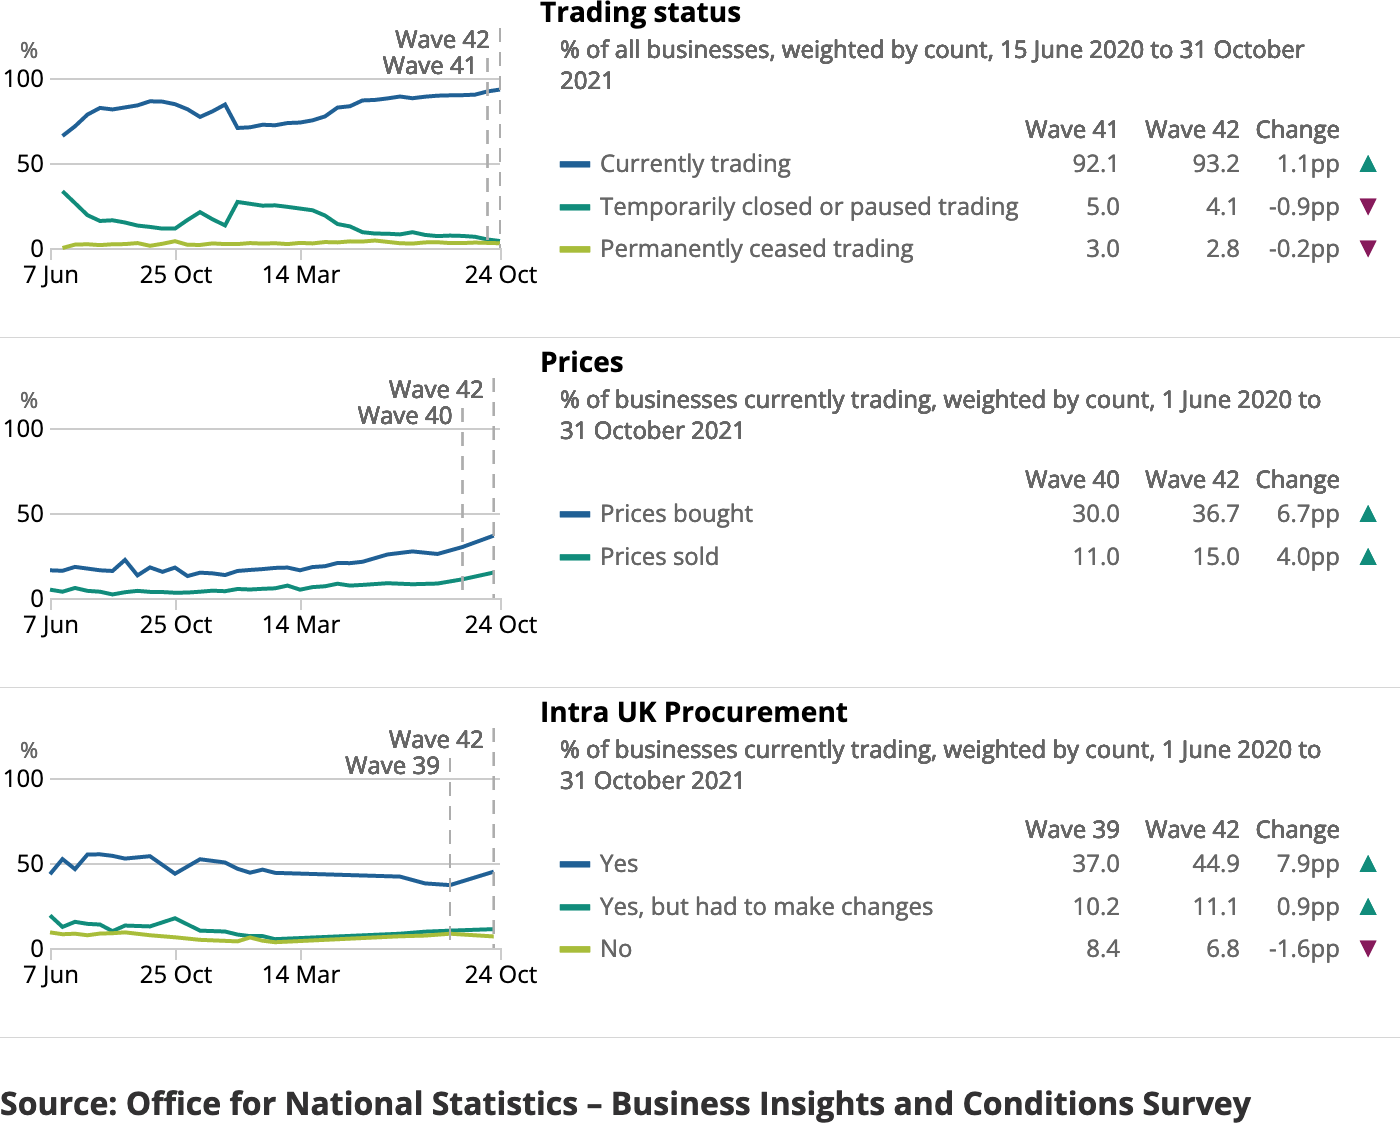 Trading status
% of all businesses, weighted by count, 15 June 2020 to 31 October
2021
Wave 42
Wave 41
%
100
50
0
7 Jun 25 Oct 14 Mar 24 Oct
Wave 41 Wave 42 Change
Currently trading 92.1 93.2 1.1pp ▲
Temporarily closed or paused trading 5.0 4.1 -0.9pp ▼
Permanently ceased trading 3.0 2.8 -0.2pp ▼
Prices
% of businesses currently trading, weighted by count, 1 June 2020 to
31 October 2021
Wave 42
Wave 40
%
100
50
0
7 Jun 25 Oct 14 Mar 24 Oct
Wave 40 Wave 42 Change
Prices bought 30.0 36.7 6.7pp ▲
Prices sold 11.0 15.0 4.0pp ▲
Intra UK Procurement
% of businesses currently trading, weighted by count, 1 June 2020 to
31 October 2021
Wave 42
Wave 39
%
100
50
0
7 Jun 25 Oct 14 Mar 24 Oct
Wave 39 Wave 42 Change
Yes 37.0 44.9 7.9pp ▲
Yes, but had to make changes 10.2 11.1 0.9pp ▲
No 8.4 6.8 -1.6pp ▼
Source: Office for National Statistics – Business Insights and Conditions Survey